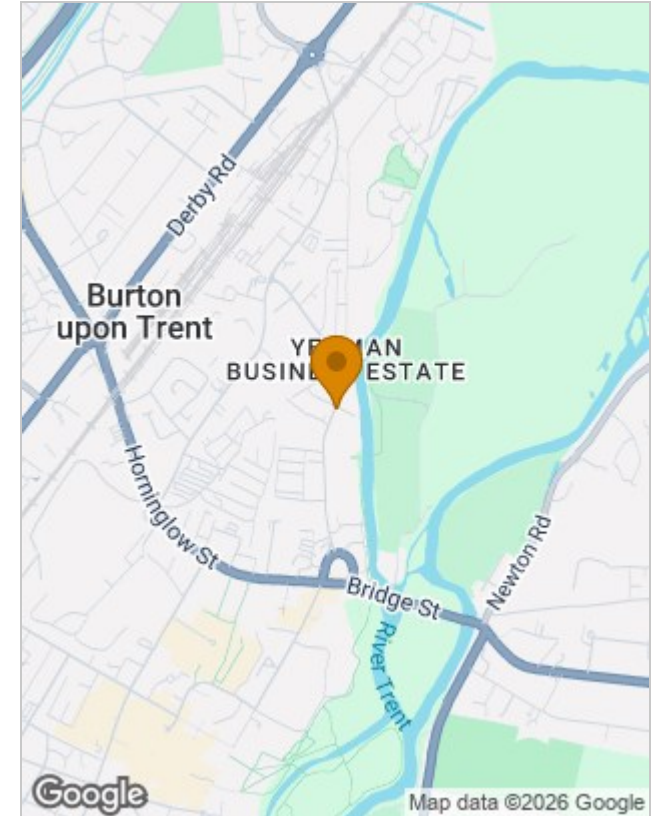 Derby Rd
Burton
upon Trent
ESTATE
Horninglow St
Newton Rd
Bridge St
River Trent
Google
Map data ©2026 Google